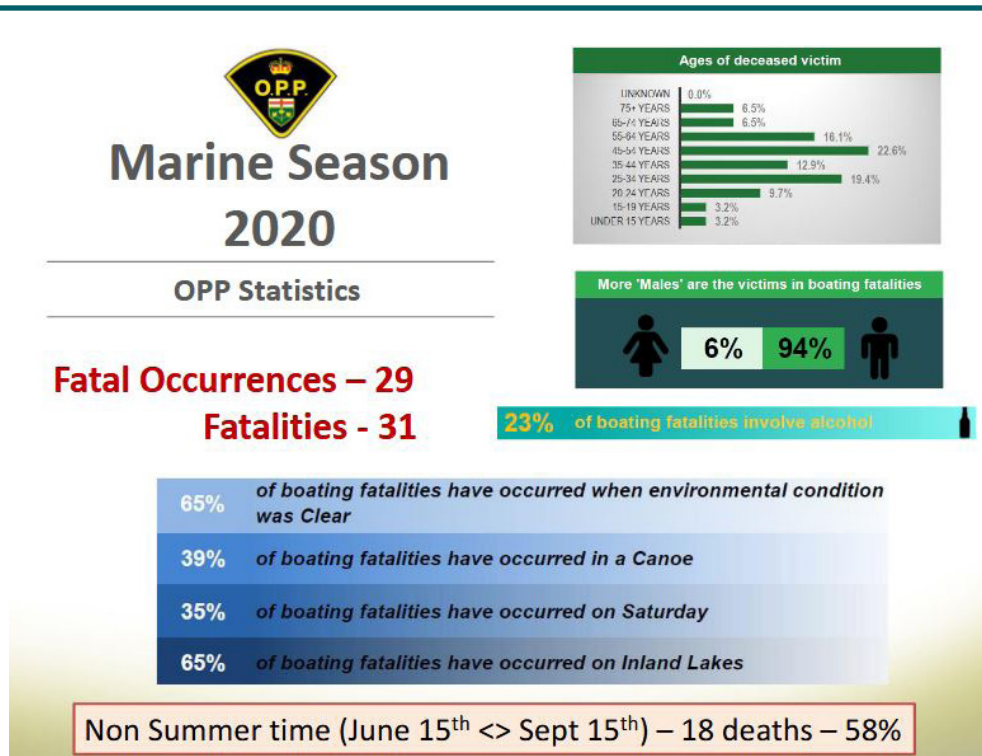 O.P.P.
Marine Season
2020
OPP Statistics
Fatal Occurrences – 29
Fatalities - 31
Ages of deceased victim
UNKNOWN 0.0%
75+ YEARS 6.5%
65-74 YEARS 6.5%
55-64 YEARS 16.1%
45-54 YEARS 22.6%
35-44 YEARS 12.9%
25-34 YEARS 19.4%
20-24 YEARS 9.7%
15-19 YEARS 3.2%
UNDER 15 YEARS 3.2%
More 'Males' are the victims in boating fatalities
6% 94%
23% of boating fatalities involve alcohol
65% of boating fatalities have occurred when environmental condition
was Clear
39% of boating fatalities have occurred in a Canoe
35% of boating fatalities have occurred on Saturday
65% of boating fatalities have occurred on Inland Lakes
Non Summer time (June 15th <> Sept 15th) – 18 deaths – 58%